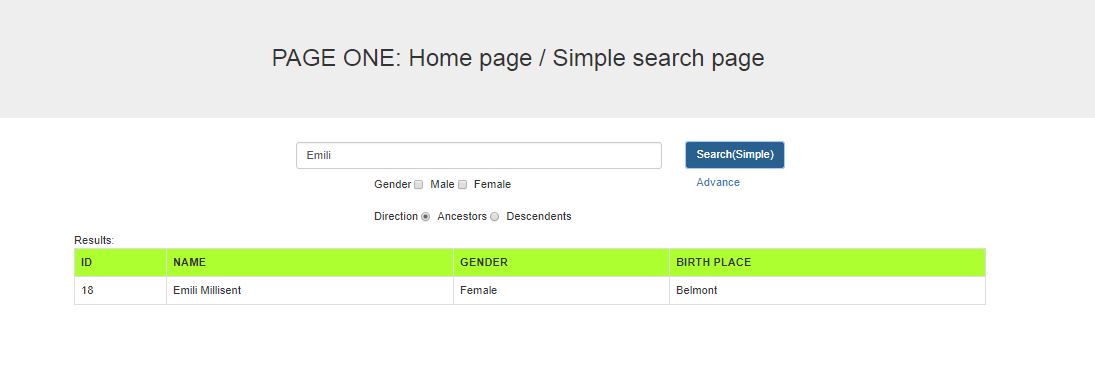 PAGE ONE: Home page / Simple search page
Emili Search(Simple)
Gender Male Female Advance
Direction Ancestors Descendents
Results:
ID NAME GENDER BIRTH PLACE
18 Emili Millisent Female Belmont